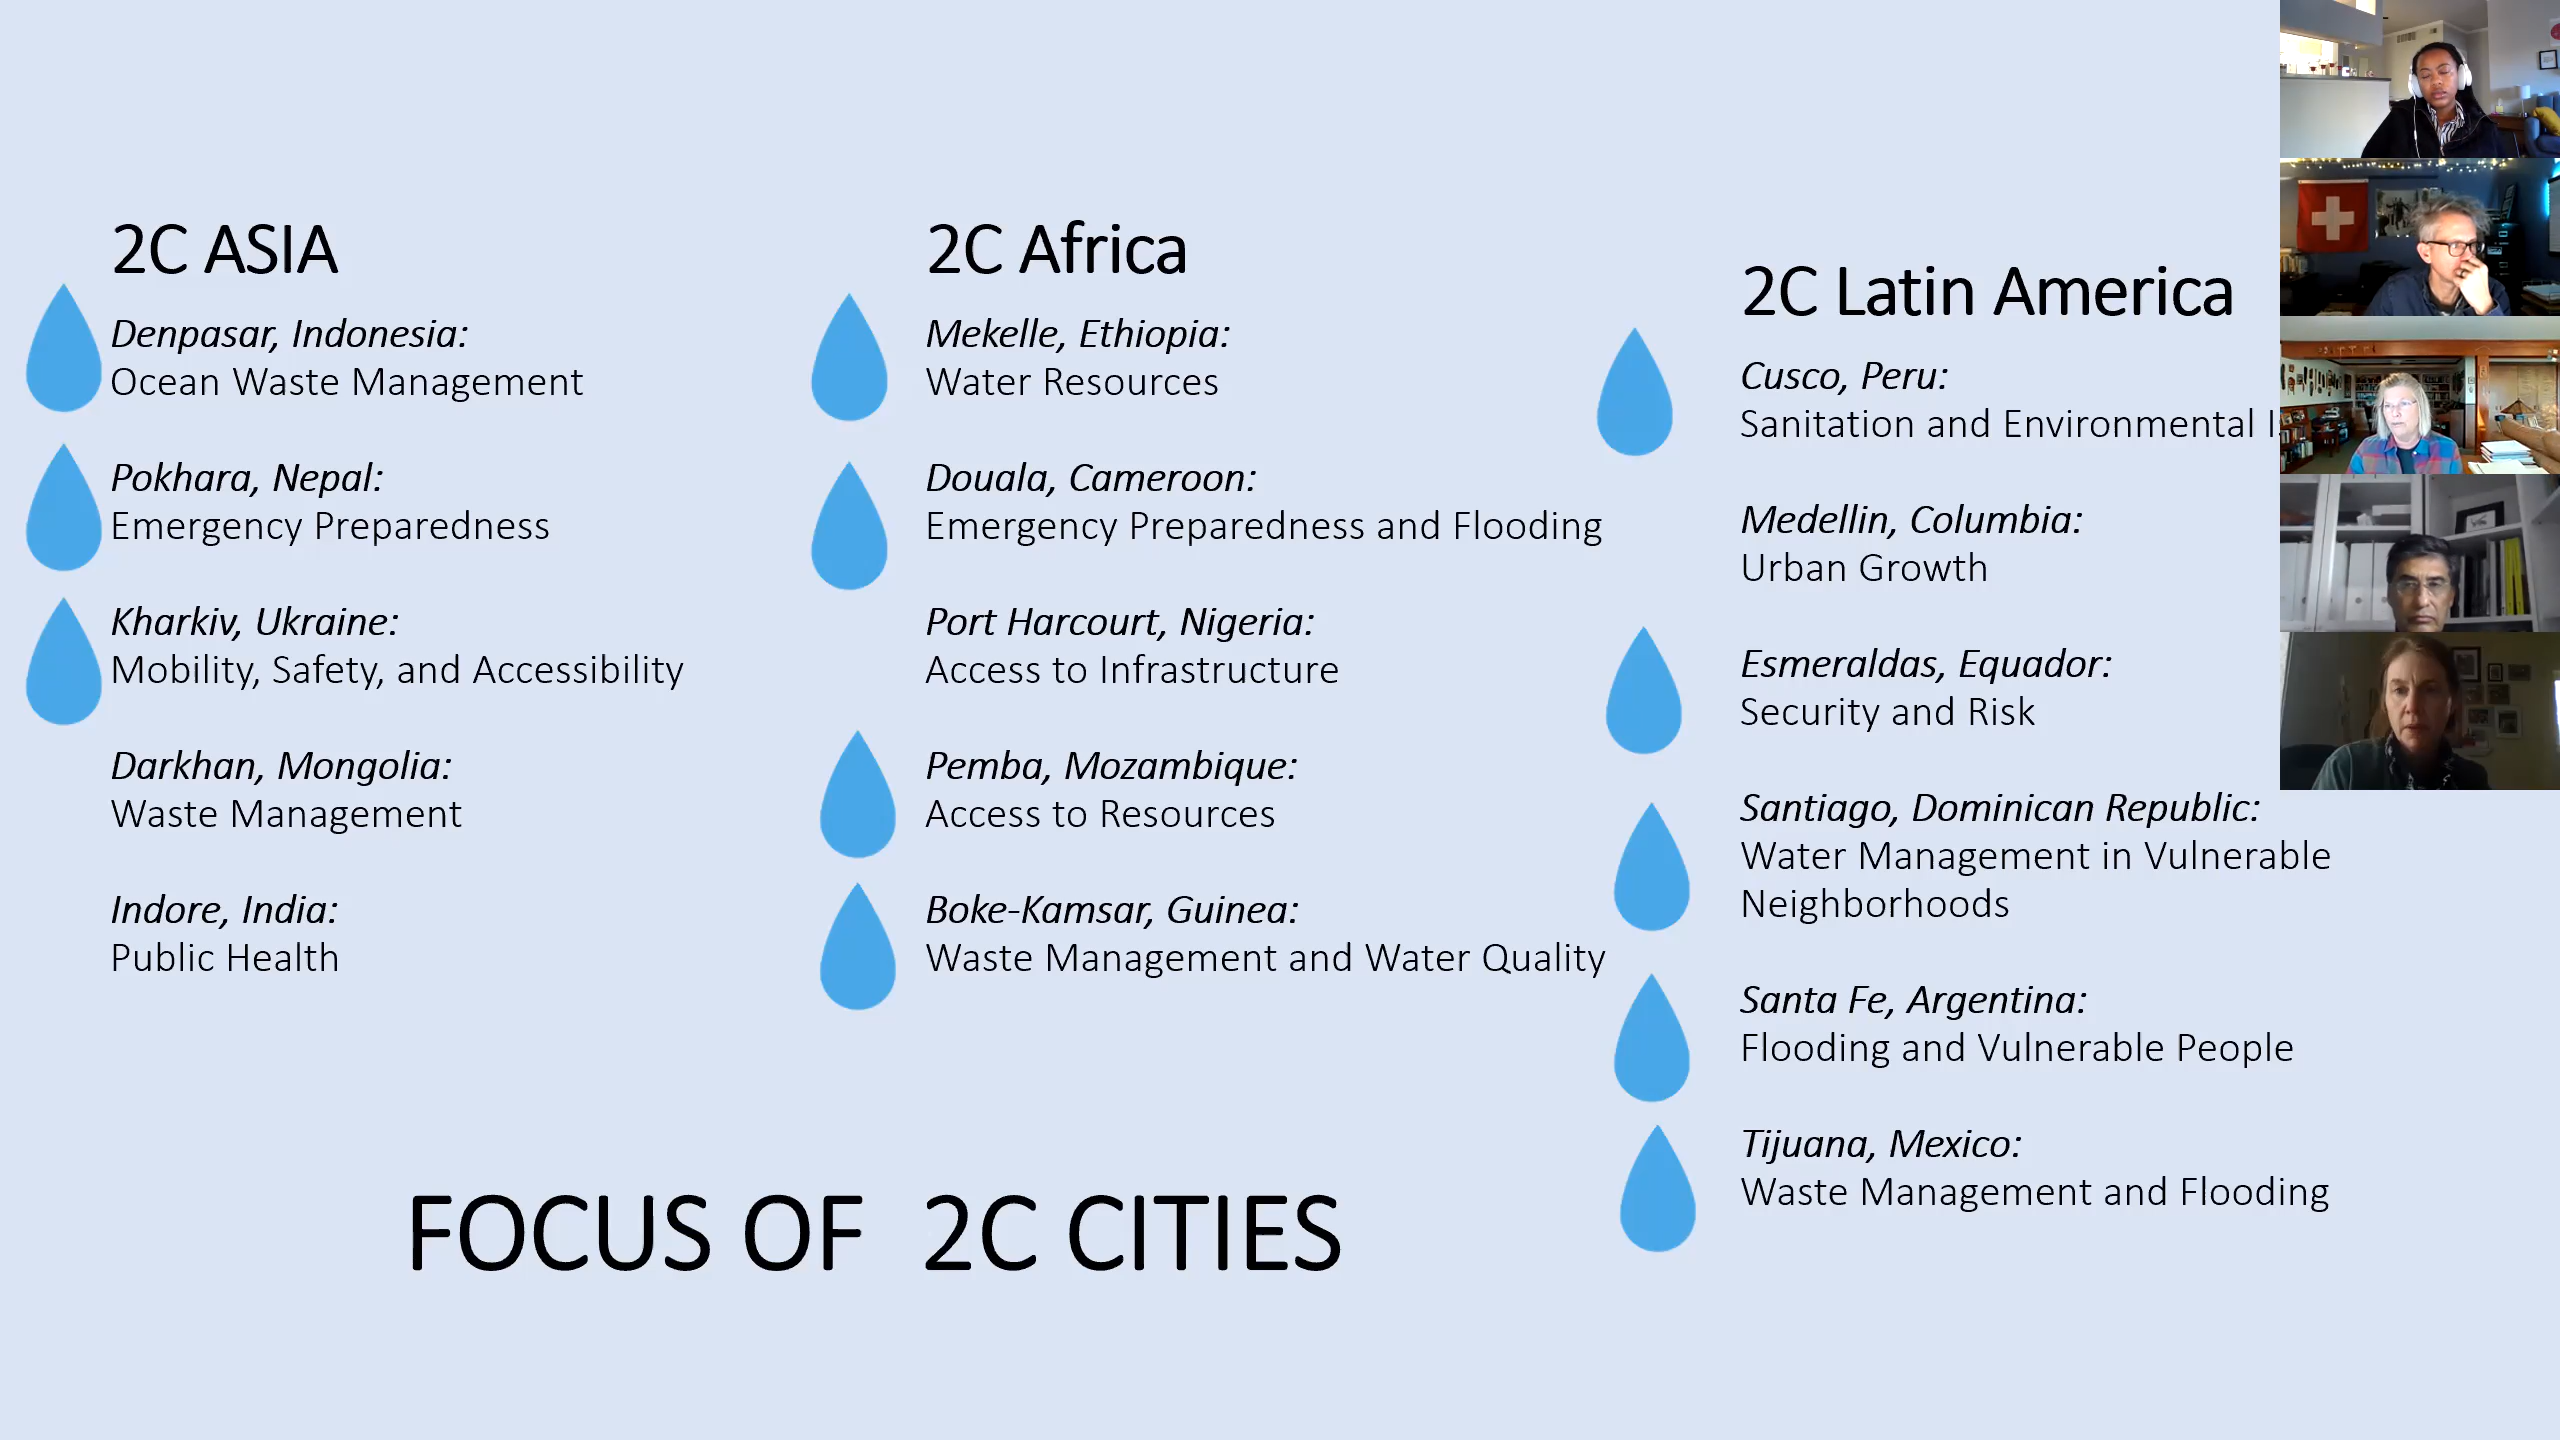 2C ASIA
Denpasar, Indonesia:
Ocean Waste Management
Pokhara, Nepal:
Emergency Preparedness
Kharkiv, Ukraine:
Mobility, Safety, and Accessibility
Darkhan, Mongolia:
Waste Management
Indore, India:
Public Health
2C Africa
Mekelle, Ethiopia:
Water Resources
Douala, Cameroon:
Emergency Preparedness and Flooding
Port Harcourt, Nigeria:
Access to Infrastructure
Pemba, Mozambique:
Access to Resources
Boke-Kamsar, Guinea:
Waste Management and Water Quality
2C Latin America
Cusco, Peru:
Sanitation and Environmental
Medellin, Columbia:
Urban Growth
Esmeraldas, Equador:
Security and Risk
Santiago, Dominican Republic:
Water Management in Vulnerable
Neighborhoods
Santa Fe, Argentina:
Flooding and Vulnerable People
Tijuana, Mexico:
Waste Management and Flooding
FOCUS OF 2C CITIES